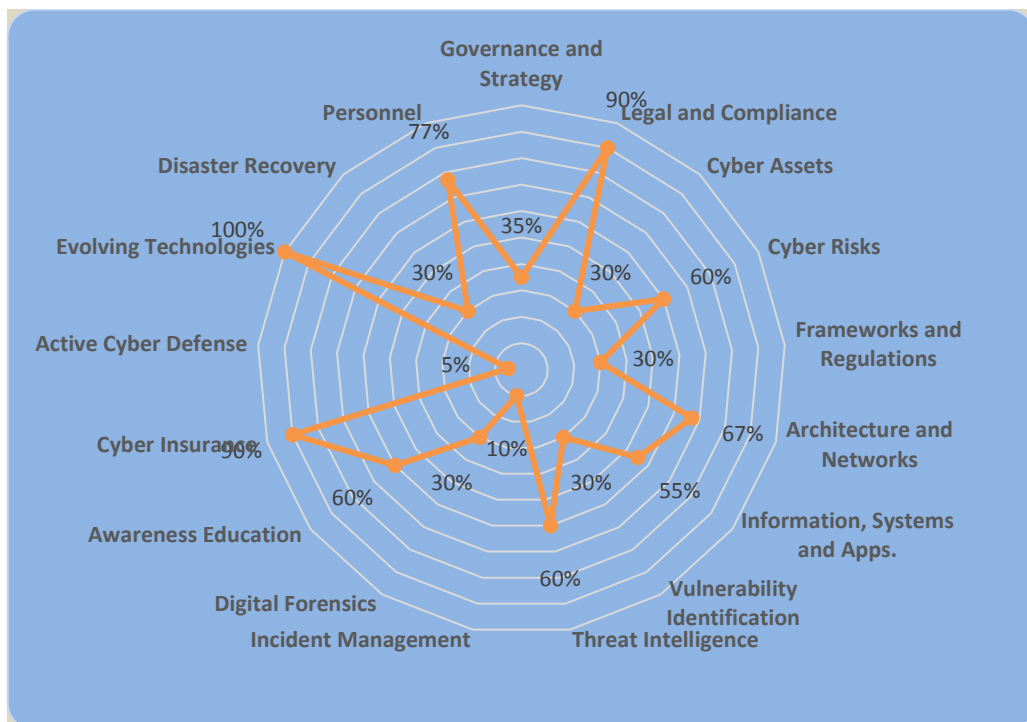 Governance and
Strategy
90%
Legal and Compliance
Personnel
77%
Disaster Recovery
Cyber Assets
100%
Evolving Technologies
35%
30%
30%
Cyber Risks
60%
Active Cyber Defense
5%
30%
Frameworks and
Regulations
Cyber Insurance
90%
67%
Architecture and
Networks
10%
60%
30%
30%
55%
Awareness Education
Information, Systems
and Apps.
60%
Digital Forensics
Vulnerability
Identification
Incident Management
Threat Intelligence